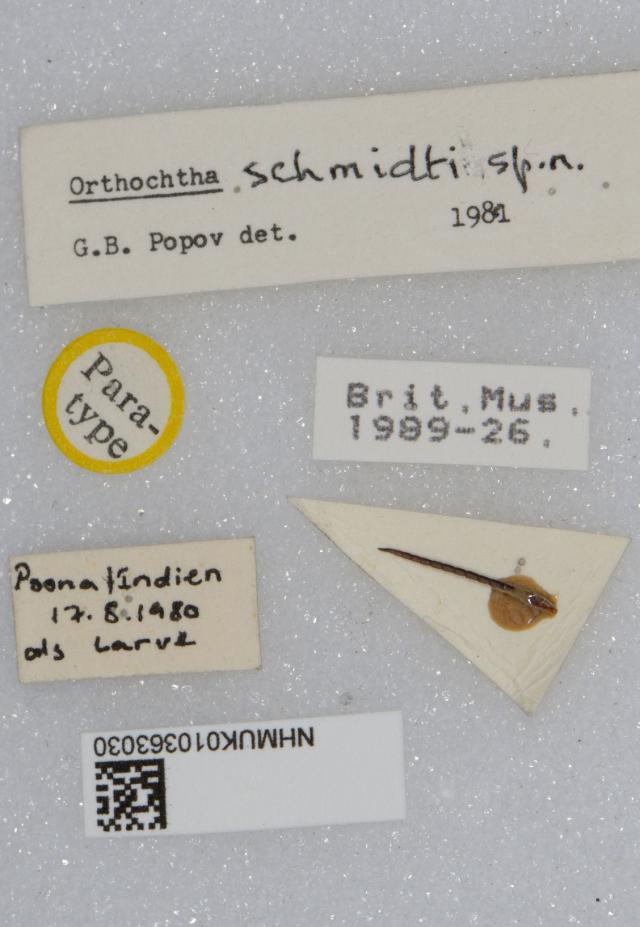 Orthochtha schmidti sp.n.
G.B. Popov det. 1981
Para-
type
Brit.Mus.
1989-26.
Poona/Indien
17.8.1980
als Larve
NHMUK010363030